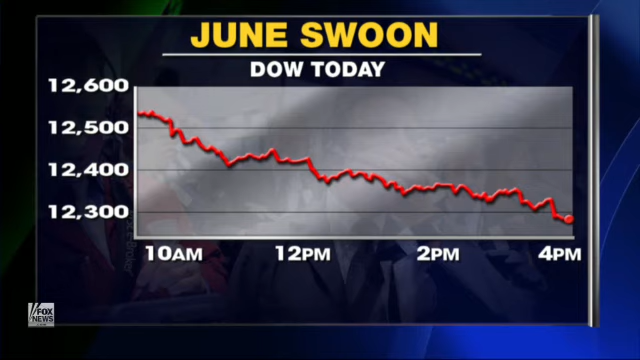 JUNE SWOON
DOW TODAY
12,600
12,500
12,400
12,300
10AM 12PM 2PM 4PM
FOX
NEWS